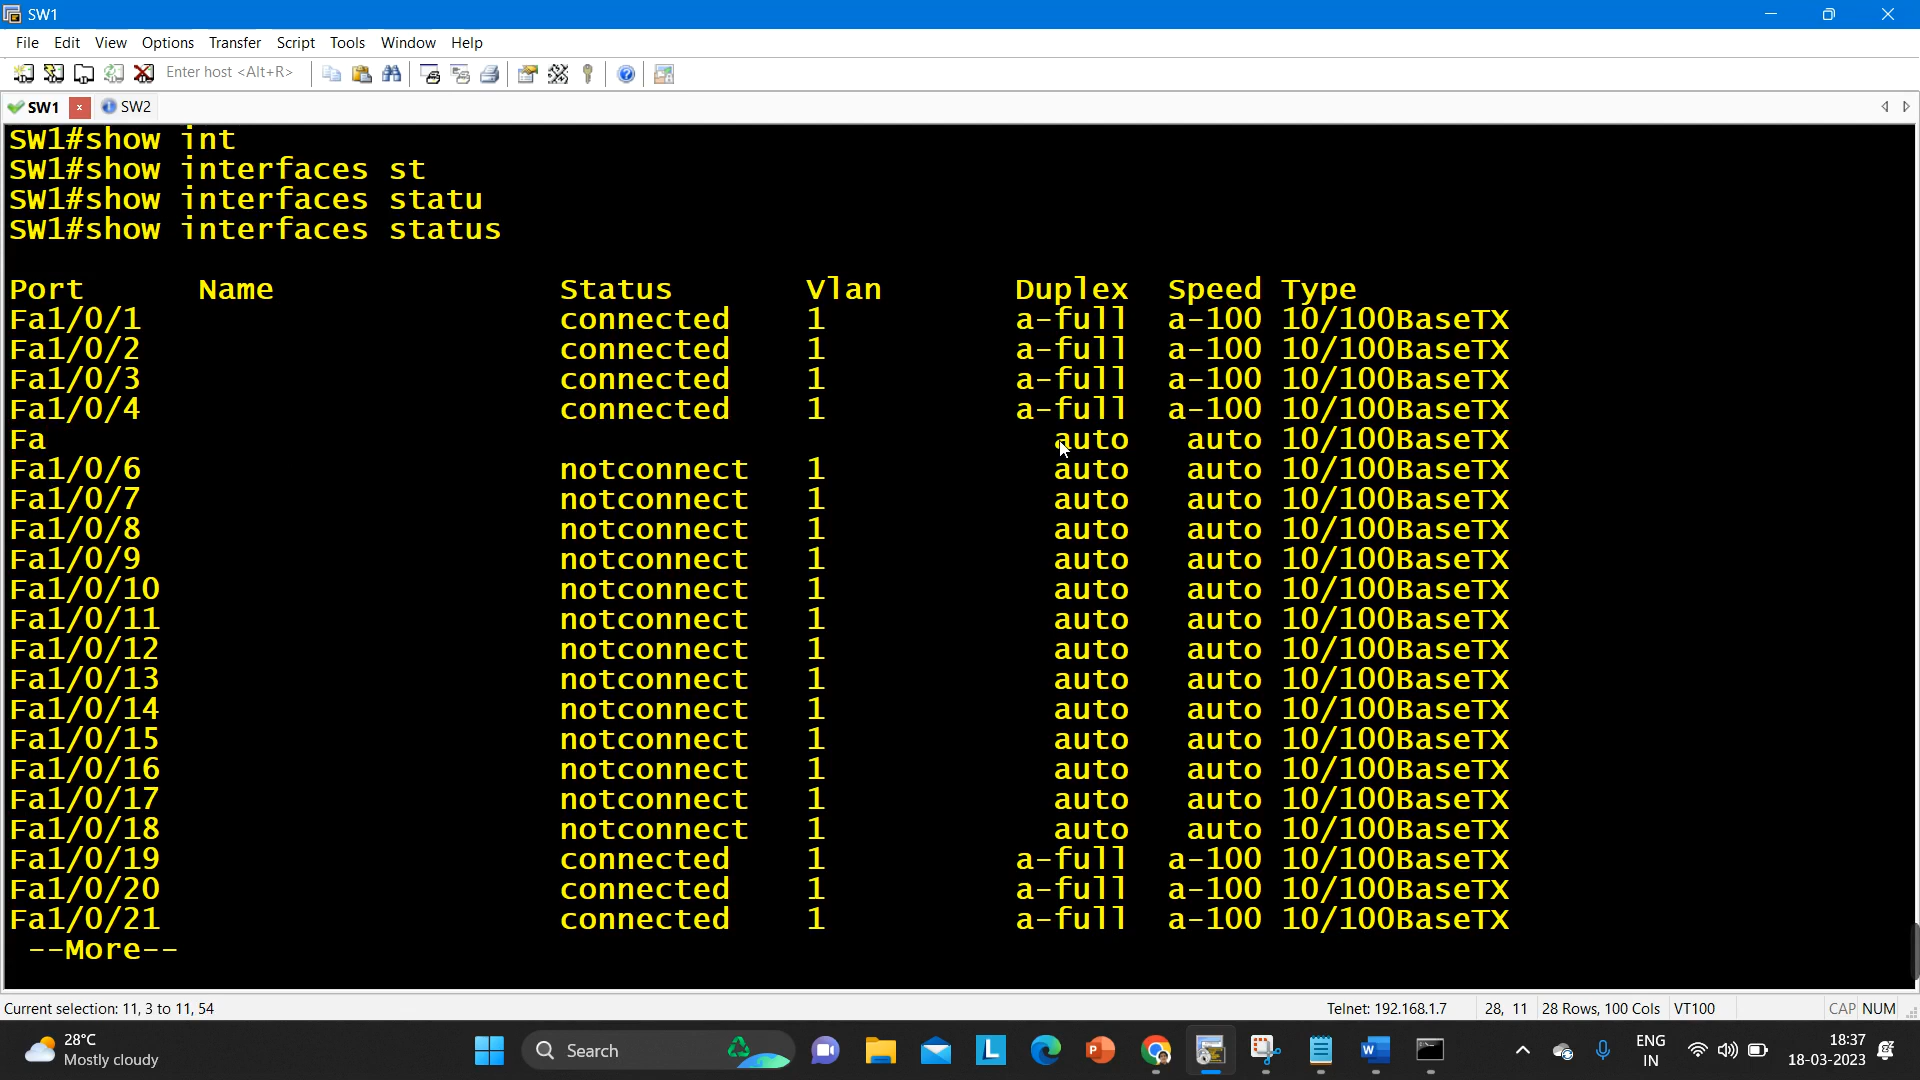 SW1
File Edit View Options Transfer Script Tools Window Help
Enter host <Alt+R>
SW1 SW2
SW1#show int
SW1#show interfaces st
SW1#show interfaces statu
SW1#show interfaces status
Port Name Status Vlan Duplex Speed Type
Fa1/0/1 connected 1 a-full a-100 10/100BaseTX
Fa1/0/2 connected 1 a-full a-100 10/100BaseTX
Fa1/0/3 connected 1 a-full a-100 10/100BaseTX
Fa1/0/4 connected 1 a-full a-100 10/100BaseTX
Fa auto auto 10/100BaseTX
Fa1/0/6 notconnect 1 auto auto 10/100BaseTX
Fa1/0/7 notconnect 1 auto auto 10/100BaseTX
Fa1/0/8 notconnect 1 auto auto 10/100BaseTX
Fa1/0/9 notconnect 1 auto auto 10/100BaseTX
Fa1/0/10 notconnect 1 auto auto 10/100BaseTX
Fa1/0/11 notconnect 1 auto auto 10/100BaseTX
Fa1/0/12 notconnect 1 auto auto 10/100BaseTX
Fa1/0/13 notconnect 1 auto auto 10/100BaseTX
Fa1/0/14 notconnect 1 auto auto 10/100BaseTX
Fa1/0/15 notconnect 1 auto auto 10/100BaseTX
Fa1/0/16 notconnect 1 auto auto 10/100BaseTX
Fa1/0/17 notconnect 1 auto auto 10/100BaseTX
Fa1/0/18 notconnect 1 auto auto 10/100BaseTX
Fa1/0/19 connected 1 a-full a-100 10/100BaseTX
Fa1/0/20 connected 1 a-full a-100 10/100BaseTX
Fa1/0/21 connected 1 a-full a-100 10/100BaseTX
--More--
Current selection: 11, 3 to 11, 54 Telnet: 192.168.1.7 28, 11 28 Rows, 100 Cols VT100 CAP NUM
28°C
Mostly cloudy
Search
L
P
W
ENG
IN
18:37
18-03-2023